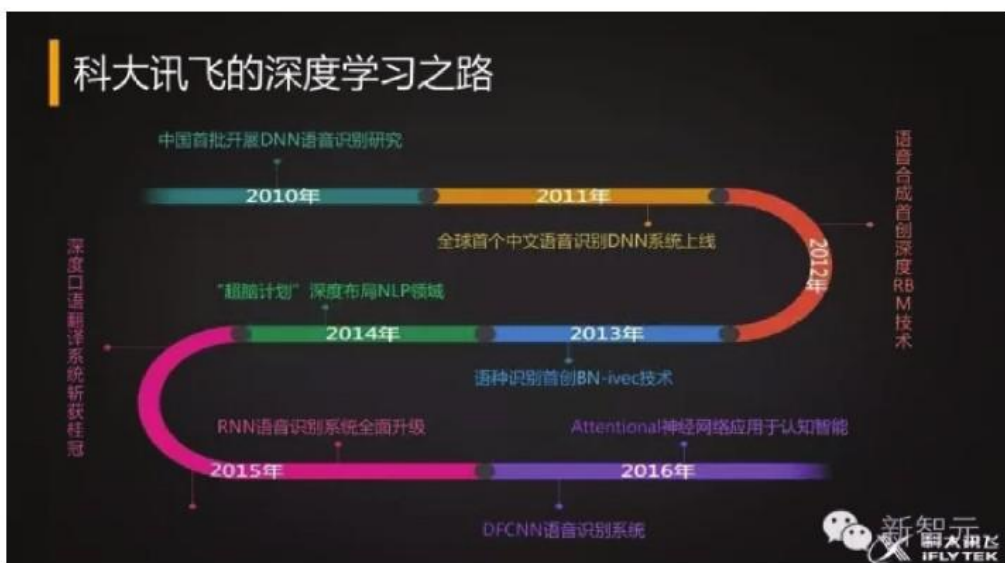 科大讯飞的深度学习之路
中国首批开展DNN语音识别研究
2010年
2011年
全球首个中文语音识别DNN系统上线
2012年
语音合成首创深度RBM技术
"超脑计划"深度布局NLP领域
2014年
2013年
语种识别首创BN-ivec技术
深度口语翻译系统斩获桂冠
RNN语音识别系统全面升级
Attentional神经网络应用于认知智能
2015年
2016年
DFCNN语音识别系统
新智元
科大讯飞
iFLYTEK